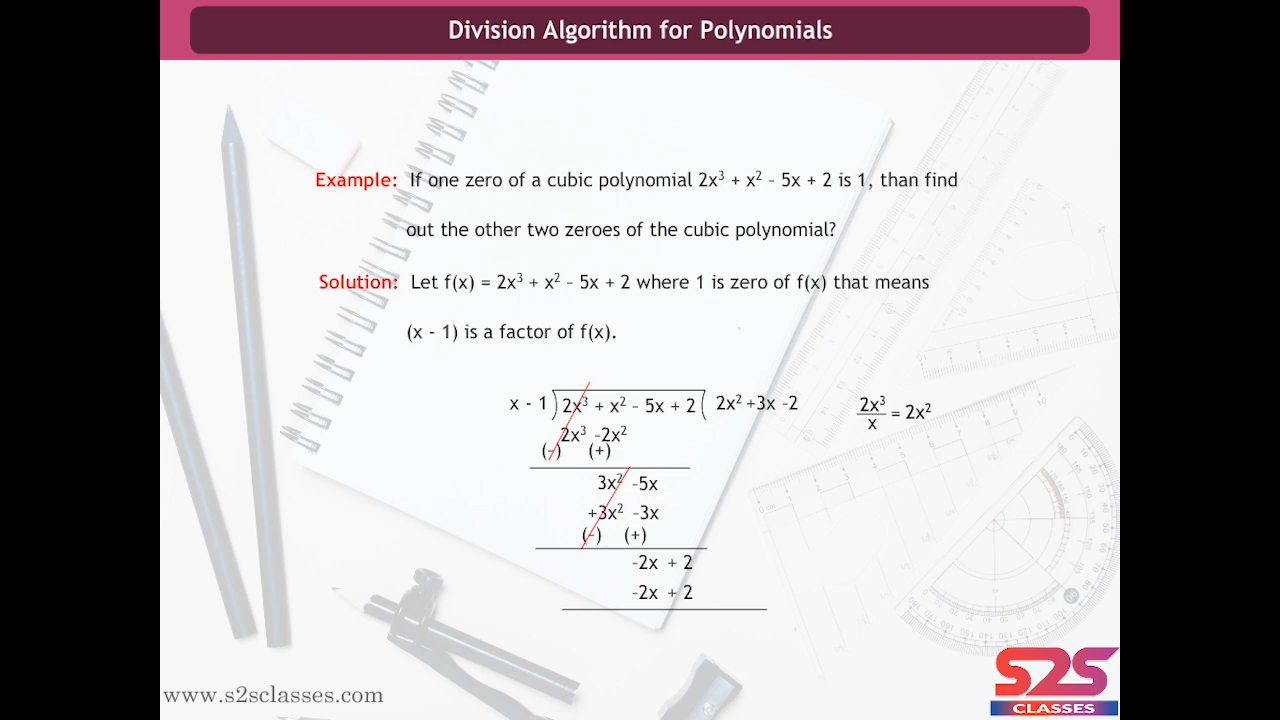 Division Algorithm for Polynomials
Example: If one zero of a cubic polynomial 2x³ + x² – 5x + 2 is 1, than find
out the other two zeroes of the cubic polynomial?
Solution: Let f(x) = 2x³ + x² – 5x + 2 where 1 is zero of f(x) that means
(x - 1) is a factor of f(x).
x - 1 ) 2x³ + x² – 5x + 2 ( 2x² +3x –2
2x³/x = 2x²
2x³ –2x²
(-) (+)
3x² –5x
+3x² –3x
(-) (+)
–2x + 2
–2x + 2
www.s2sclasses.com
S2S
CLASSES